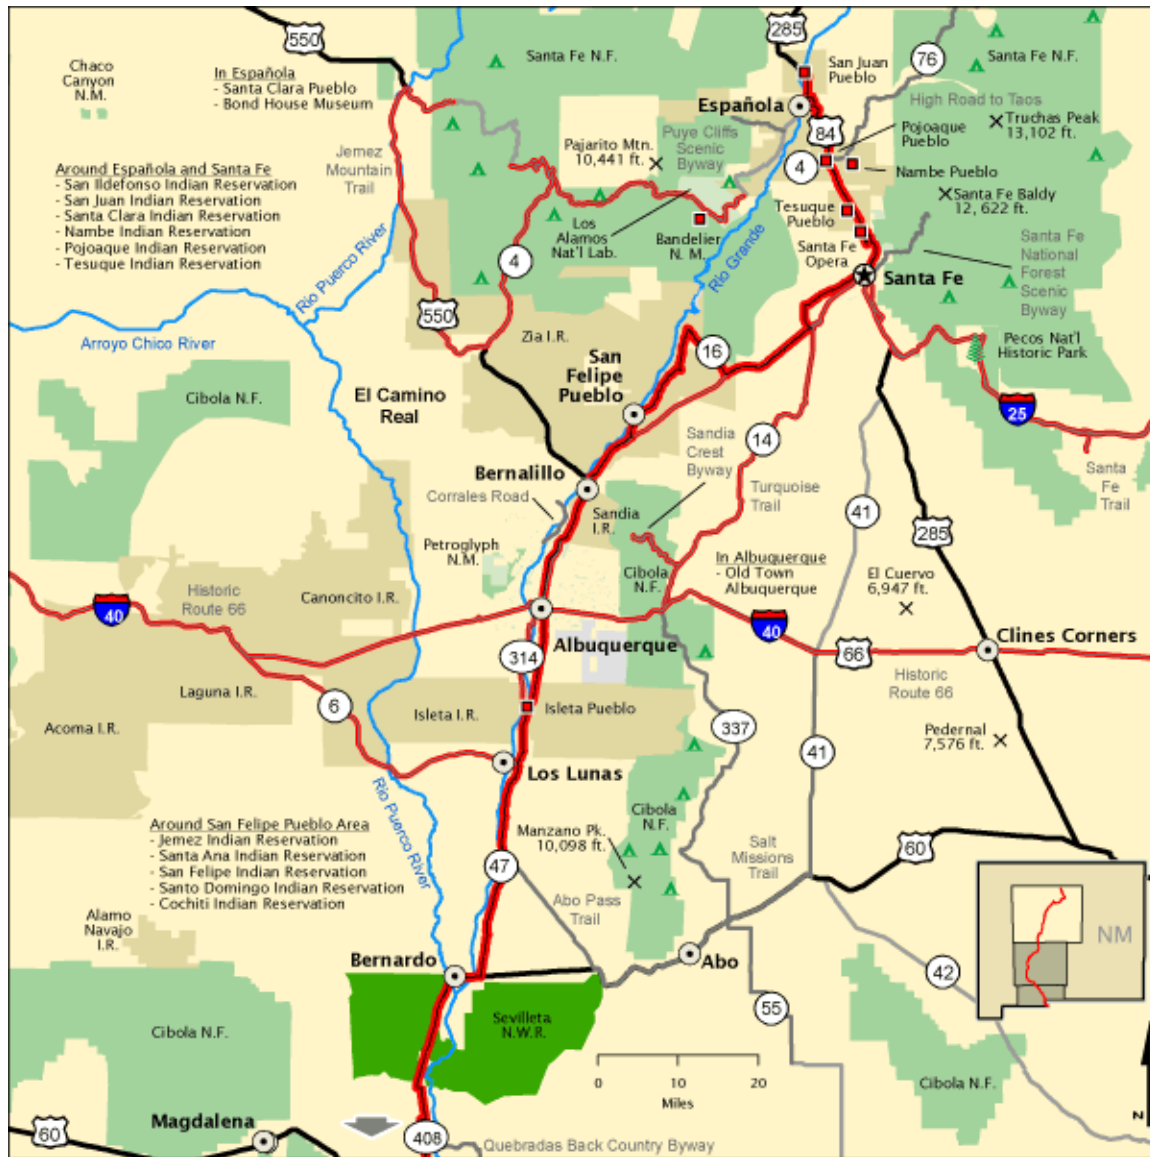 550
285
Santa Fe N.F.
Santa Fe N.F.
76
Chaco
Canyon
N.M.
In Española
- Santa Clara Pueblo
- Bond House Museum
San Juan
Pueblo
Española
High Road to Taos
Truchas Peak
13,102 ft.
84
Pojoaque
Pueblo
Puye Cliffs
Scenic
Byway
Pajarito Mtn.
10,441 ft.
Jemez
Mountain
Trail
4
Nambe Pueblo
Around Española and Santa Fe
- San Ildefonso Indian Reservation
- San Juan Indian Reservation
- Santa Clara Indian Reservation
- Nambe Indian Reservation
- Pojoaque Indian Reservation
- Tesuque Indian Reservation
Santa Fe Baldy
12, 622 ft.
Tesuque
Pueblo
Los
Alamos
Nat'l Lab.
Bandelier
N. M.
Rio Grande
Santa Fe
Opera
Santa Fe
National
Forest
Scenic
Byway
Rio Puerco River
4
Santa Fe
550
Arroyo Chico River
Zia I.R.
16
Pecos Nat'l
Historic Park
San
Felipe
Pueblo
Cibola N.F.
El Camino
Real
25
14
Sandia
Crest
Byway
Bernalillo
Corrales Road
Turquoise
Trail
Santa
Fe
Trail
Sandia
I.R.
41
285
Petroglyph
N.M.
In Albuquerque
- Old Town
Albuquerque
Cibola
N.F.
El Cuervo
6,947 ft.
Historic
Route 66
Canoncito I.R.
40
40
Albuquerque
Clines Corners
314
66
Historic
Route 66
Laguna I.R.
6
Isleta I.R.
Isleta Pueblo
Acoma I.R.
337
Pedernal
7,576 ft.
41
Los Lunas
Rio Puerco River
Around San Felipe Pueblo Area
- Jemez Indian Reservation
- Santa Ana Indian Reservation
- San Felipe Indian Reservation
- Santo Domingo Indian Reservation
- Cochiti Indian Reservation
Cibola
N.F.
Manzano Pk.
10,098 ft.
Salt
Missions
Trail
60
47
Abo Pass
Trail
Alamo
Navajo
I.R.
NM
Bernardo
Abo
42
55
Sevilleta
N.W.R.
Cibola N.F.
0 10 20
Miles
Cibola N.F.
Magdalena
60
408
Quebradas Back Country Byway
N